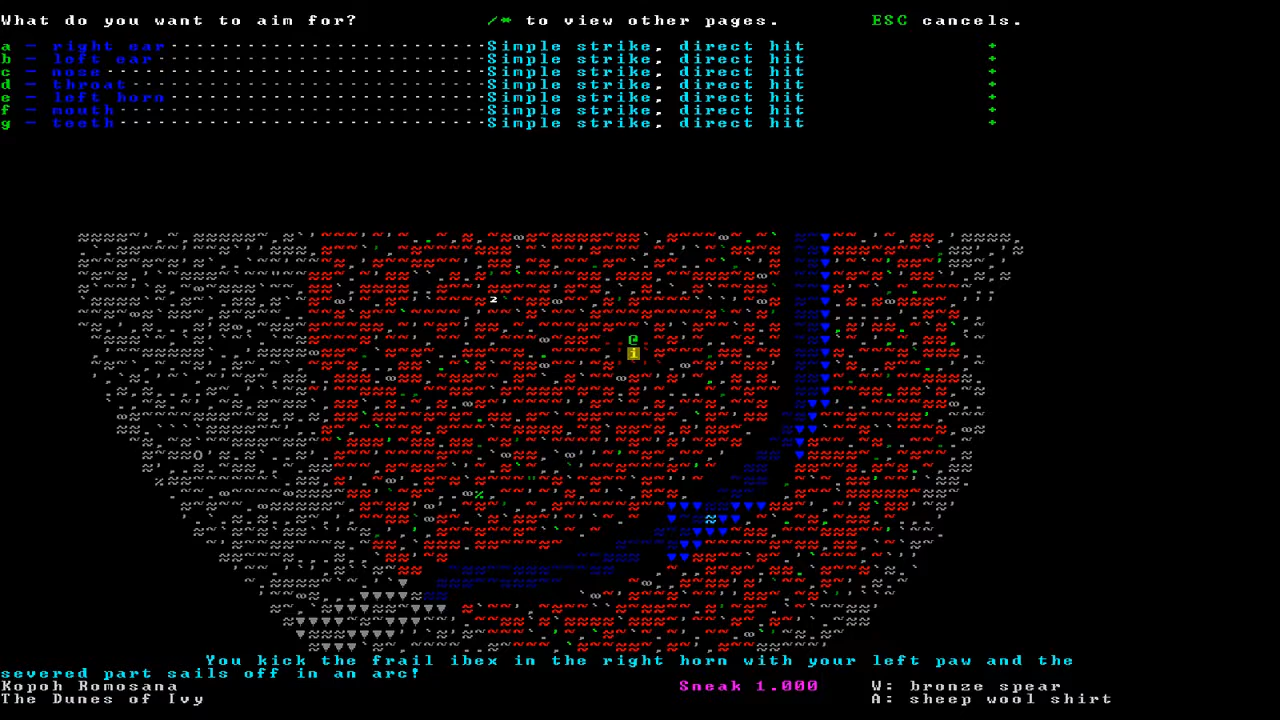 What do you want to aim for? /* to view other pages. ESC cancels.
a - right ear Simple strike, direct hit +
b - left ear Simple strike, direct hit +
c - nose Simple strike, direct hit +
d - throat Simple strike, direct hit +
e - left horn Simple strike, direct hit +
f - mouth Simple strike, direct hit +
g - teeth Simple strike, direct hit +
You kick the frail ibex in the right horn with your left paw and the
severed part sails off in an arc!
Kopoh Romosana Sneak 1.000 W: bronze spear
The Dunes of Ivy A: sheep wool shirt